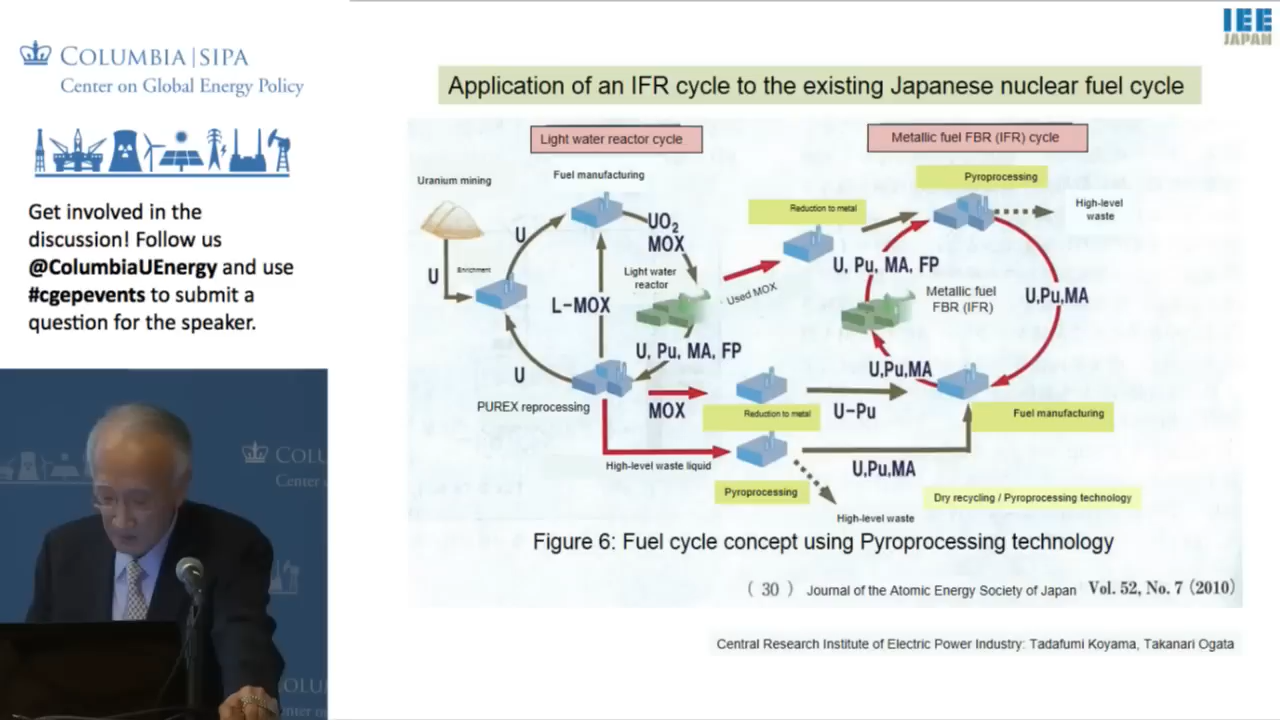 COLUMBIA | SIPA
Center on Global Energy Policy
Get involved in the
discussion! Follow us
@ColumbiaUEnergy and use
#cgepevents to submit a
question for the speaker.
COLU
Center
OLU
nter
IEE
JAPAN
Application of an IFR cycle to the existing Japanese nuclear fuel cycle
Light water reactor cycle
Metallic fuel FBR (IFR) cycle
Uranium mining
Fuel manufacturing
Pyroprocessing
Reduction to metal
High-level
waste
U
UO₂
MOX
Enrichment
Light water
reactor
U
U, Pu, MA, FP
Used MOX
Metallic fuel
FBR (IFR)
U,Pu,MA
L-MOX
U, Pu, MA, FP
U,Pu,MA
U
PUREX reprocessing
MOX
Reduction to metal
U-Pu
Fuel manufacturing
High-level waste liquid
U,Pu,MA
Pyroprocessing
Dry recycling / Pyroprocessing technology
High-level waste
Figure 6: Fuel cycle concept using Pyroprocessing technology
( 30 ) Journal of the Atomic Energy Society of Japan Vol. 52, No. 7 (2010)
Central Research Institute of Electric Power Industry: Tadafumi Koyama, Takanari Ogata